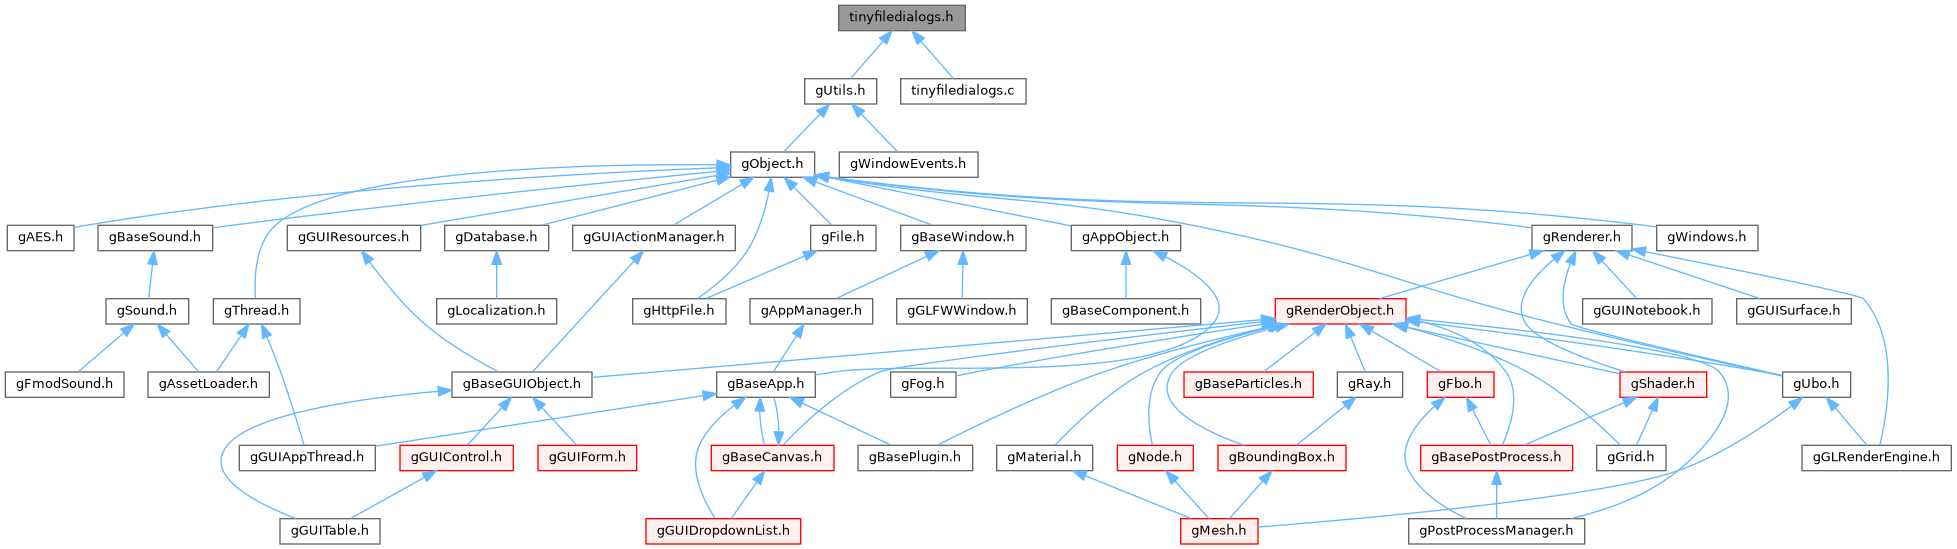 tinyfiledialogs.h
gUtils.h
tinyfiledialogs.c
gObject.h
gWindowEvents.h
gAES.h
gBaseSound.h
gGUIResources.h
gDatabase.h
gGUIActionManager.h
gFile.h
gBaseWindow.h
gAppObject.h
gRenderer.h
gWindows.h
gSound.h
gThread.h
gLocalization.h
gHttpFile.h
gAppManager.h
gGLFWWindow.h
gBaseComponent.h
gRenderObject.h
gGUINotebook.h
gGUISurface.h
gFmodSound.h
gAssetLoader.h
gBaseGUIObject.h
gBaseApp.h
gFog.h
gBaseParticles.h
gRay.h
gFbo.h
gShader.h
gUbo.h
gGUIAppThread.h
gGUIControl.h
gGUIForm.h
gBaseCanvas.h
gBasePlugin.h
gMaterial.h
gNode.h
gBoundingBox.h
gBasePostProcess.h
gGrid.h
gGLRenderEngine.h
gGUITable.h
gGUIDropdownList.h
gMesh.h
gPostProcessManager.h